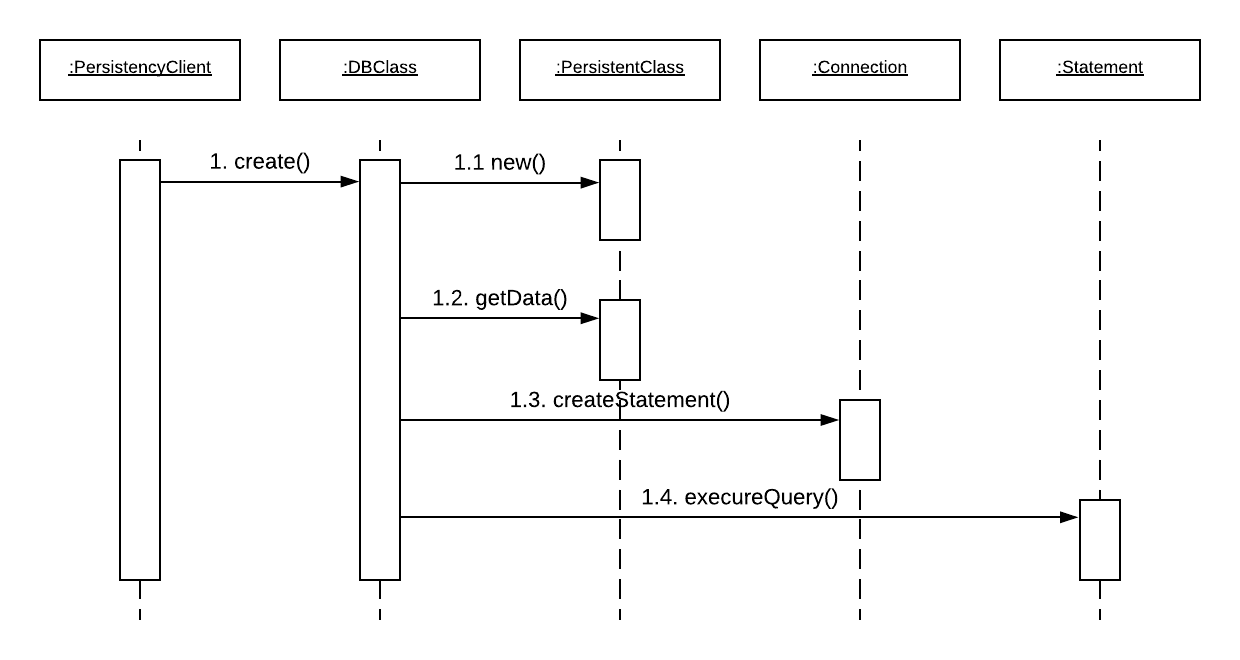 :PersistencyClient
:DBClass
:PersistentClass
:Connection
:Statement
1. create()
1.1 new()
1.2. getData()
1.3. createStatement()
1.4. execureQuery()